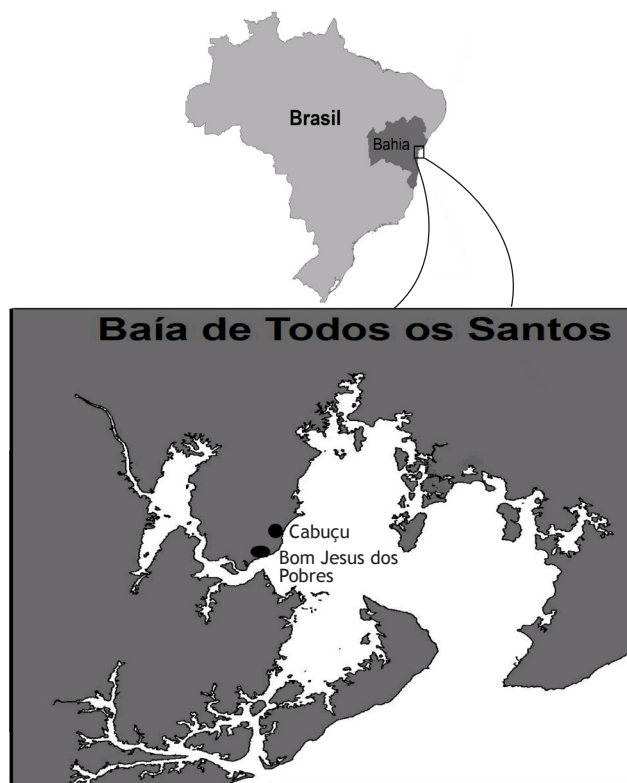 Brasil
Bahia
Baía de Todos os Santos
Cabuçu
Bom Jesus dos
Pobres